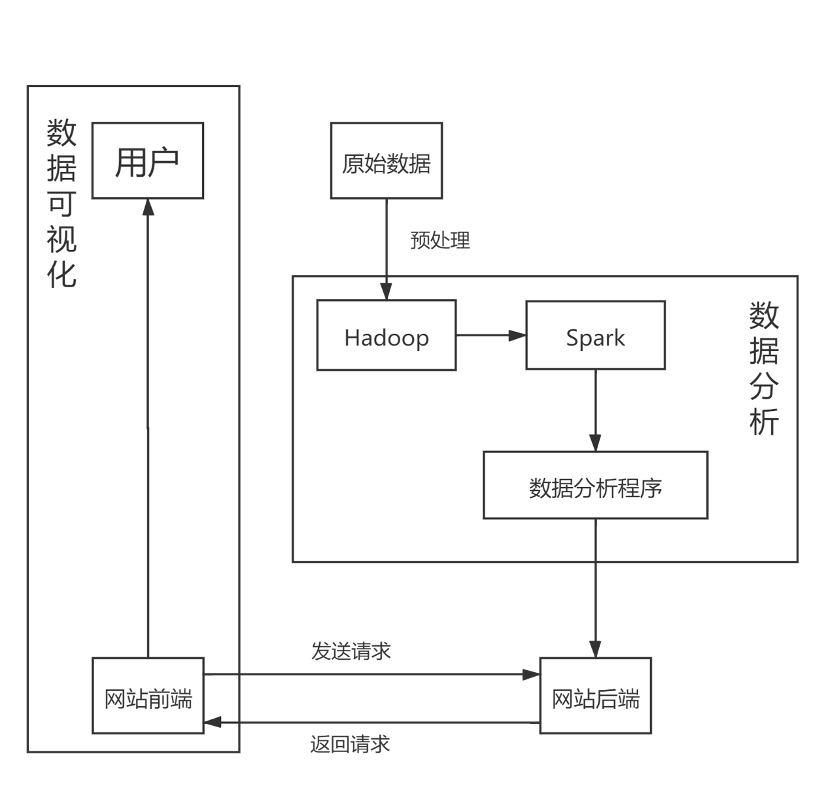 数据可视化
用户
原始数据
预处理
Hadoop
Spark
数据分析
数据分析程序
发送请求
网站前端
网站后端
返回请求